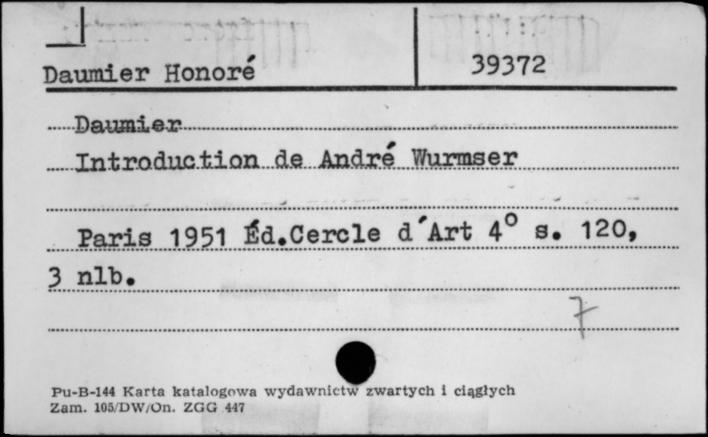 Daumier Honoré 39372
Daumier
Introduction de André Wurmser
Paris 1951 Éd.Cercle d'Art 4° s. 120,
3 nlb.
7
Pu-B-144 Karta katalogowa wydawnictw zwartych i ciągłych
Zam. 105/DW/On. ZGG 447